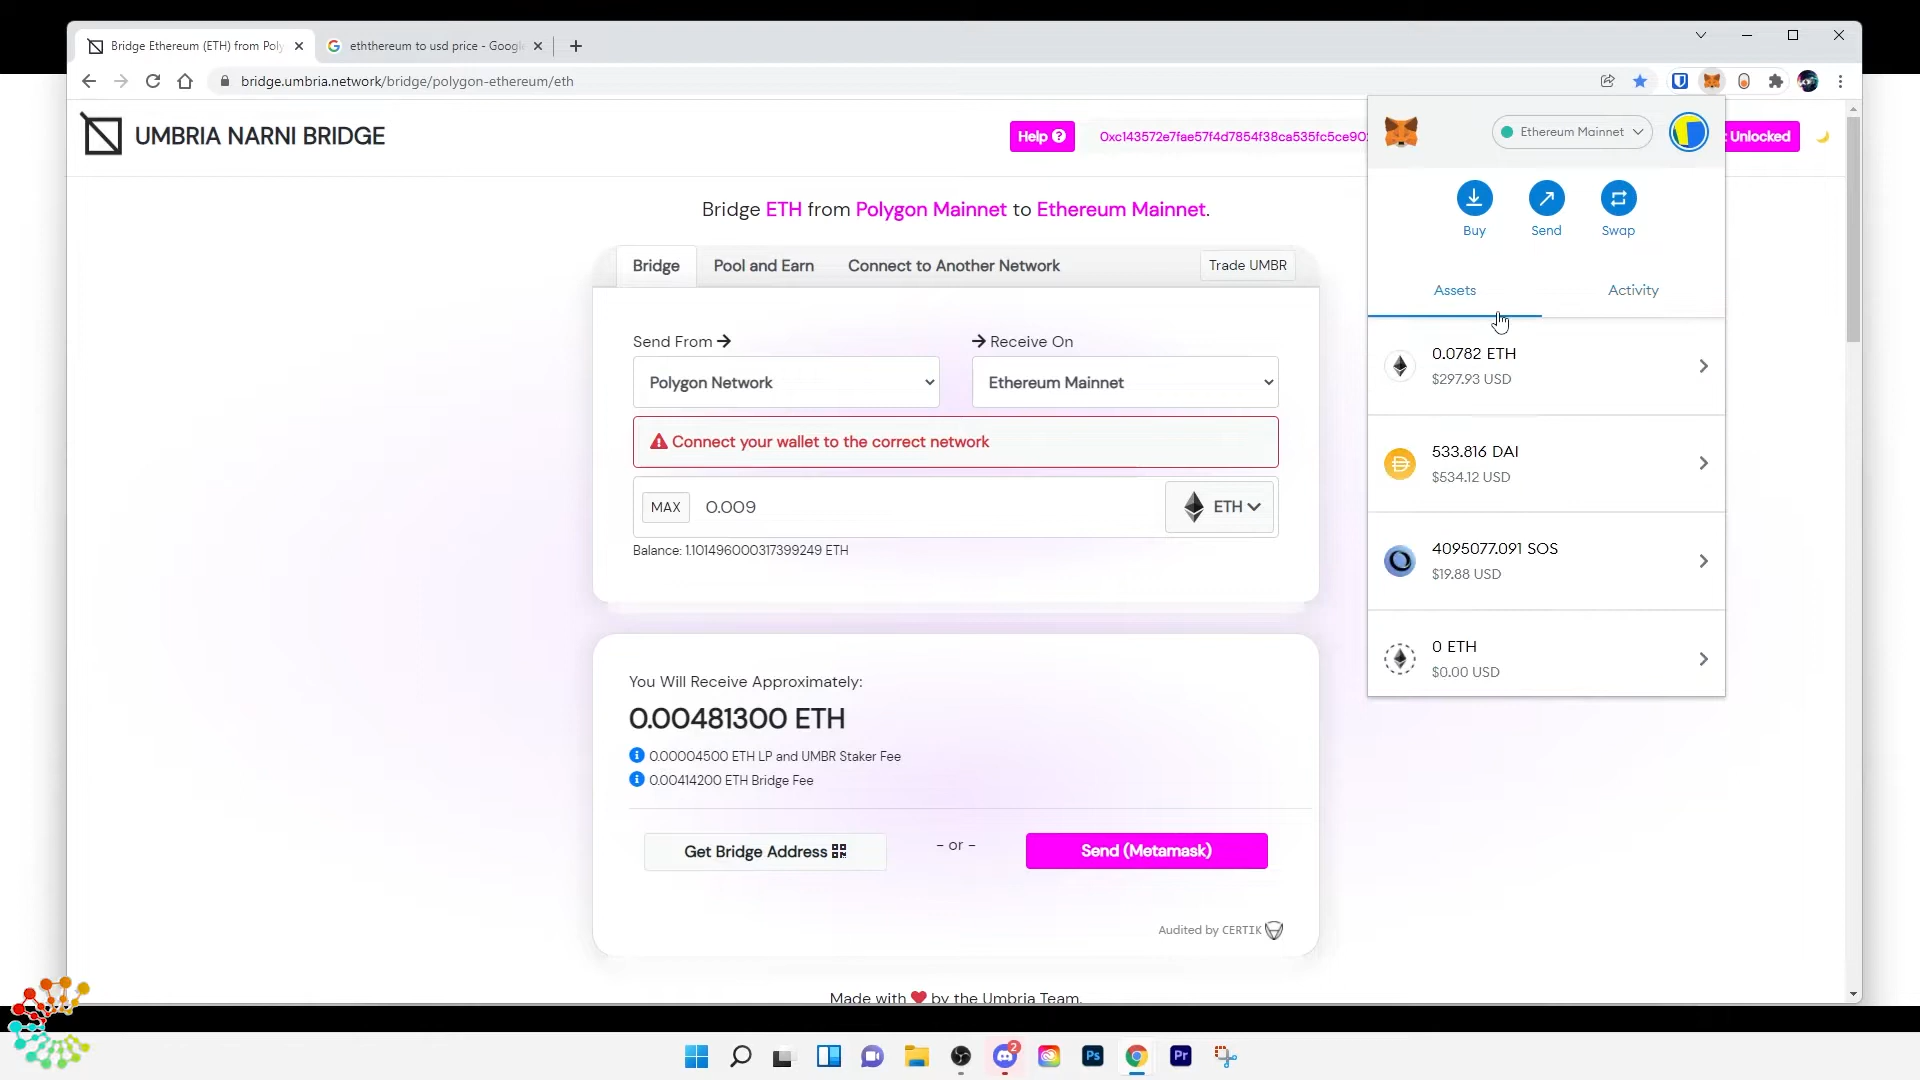 Bridge Ethereum (ETH) from Poly
eththereum to usd price - Google
bridge.umbria.network/bridge/polygon-ethereum/eth
UMBRIA NARNI BRIDGE
Help
0xc143572e7fae57f4d7854f38ca535fc5ce90
Unlocked
Bridge ETH from Polygon Mainnet to Ethereum Mainnet.
Bridge
Pool and Earn
Connect to Another Network
Trade UMBR
Send From
Receive On
Polygon Network
Ethereum Mainnet
Connect your wallet to the correct network
MAX
0.009
ETH
Balance: 1.101496000317399249 ETH
You Will Receive Approximately:
0.00481300 ETH
0.00004500 ETH LP and UMBR Staker Fee
0.00414200 ETH Bridge Fee
Get Bridge Address
- or -
Send (Metamask)
Audited by CERTIK
Made with ❤ by the Umbria Team.
Ethereum Mainnet
Buy
Send
Swap
Assets
Activity
0.0782 ETH
$297.93 USD
533.816 DAI
$534.12 USD
4095077.091 SOS
$19.88 USD
0 ETH
$0.00 USD
2
Ps
Pr